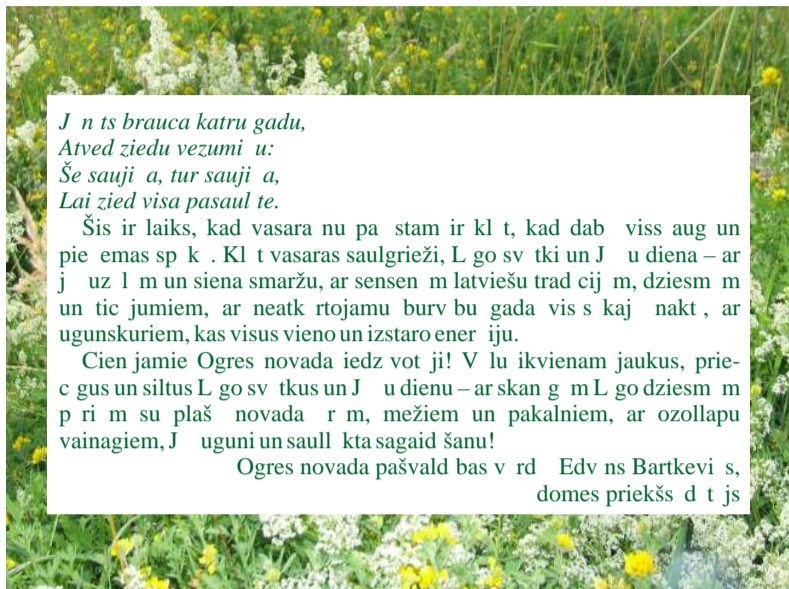 J n ts brauca katru gadu,
Atved ziedu vezumi u:
Še sauji a, tur sauji a,
Lai zied visa pasaul te.
Šis ir laiks, kad vasara nu pa stam ir kl t, kad dab viss aug un
pie emas sp k . Kl t vasaras saulgrieži, L go sv tki un J u diena – ar
j u z l m un siena smaržu, ar sensen m latviešu trad cij m, dziesm m
un tic jumiem, ar neatk rtojamu burv bu gada vis s kaj nakt , ar
ugunskuriem, kas visus vieno un izstaro ener iju.
Cien jamie Ogres novada iedz vot ji! V lu ikvienam jaukus, prie-
c gus un siltus L go sv tkus un J u dienu – ar skan g m L go dziesm m
p ri m su plaš novada r m, mežiem un pakalniem, ar ozollapu
vainagiem, J uguni un saull kta sagaid šanu!
Ogres novada pašvald bas v rd Edv ns Bartkevi s,
domes priekšs d t js